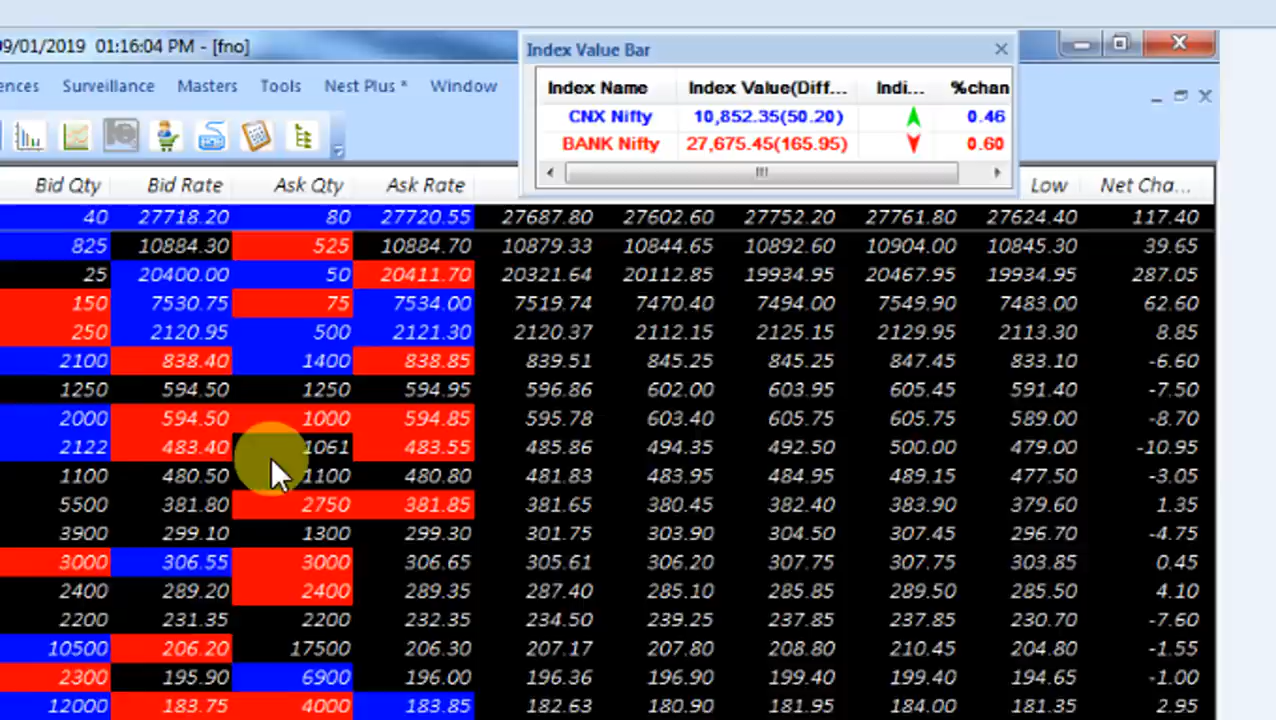 09/01/2019 01:16:04 PM - [fno]
Index Value Bar
Index Name Index Value(Diff... Indi... %chan
CNX Nifty 10,852.35(50.20) 0.46
BANK Nifty 27,675.45(165.95) 0.60
ences Surveillance Masters Tools Nest Plus * Window
Bid Qty Bid Rate Ask Qty Ask Rate Low Net Cha...
40 27718.20 80 27720.55 27687.80 27602.60 27752.20 27761.80 27624.40 117.40
825 10884.30 525 10884.70 10879.33 10844.65 10892.60 10904.00 10845.30 39.65
25 20400.00 50 20411.70 20321.64 20112.85 19934.95 20467.95 19934.95 287.05
150 7530.75 75 7534.00 7519.74 7470.40 7494.00 7549.90 7483.00 62.60
250 2120.95 500 2121.30 2120.37 2112.15 2125.15 2129.95 2113.30 8.85
2100 838.40 1400 838.85 839.51 845.25 845.25 847.45 833.10 -6.60
1250 594.50 1250 594.95 596.86 602.00 603.95 605.45 591.40 -7.50
2000 594.50 1000 594.85 595.78 603.40 605.75 605.75 589.00 -8.70
2122 483.40 1061 483.55 485.86 494.35 492.50 500.00 479.00 -10.95
1100 480.50 1100 480.80 481.83 483.95 484.95 489.15 477.50 -3.05
5500 381.80 2750 381.85 381.65 380.45 382.40 383.90 379.60 1.35
3900 299.10 1300 299.30 301.75 303.90 304.50 307.45 296.70 -4.75
3000 306.55 3000 306.65 305.61 306.20 307.75 307.75 303.85 0.45
2400 289.20 2400 289.35 287.40 285.10 285.85 289.50 285.50 4.10
2200 231.35 2200 232.35 234.50 239.25 237.85 237.85 230.70 -7.60
10500 206.20 17500 206.30 207.17 207.80 208.80 210.45 204.80 -1.55
2300 195.90 6900 196.00 196.36 196.90 199.40 199.40 194.65 -1.00
12000 183.75 4000 183.85 182.63 180.90 181.95 184.00 181.35 2.95